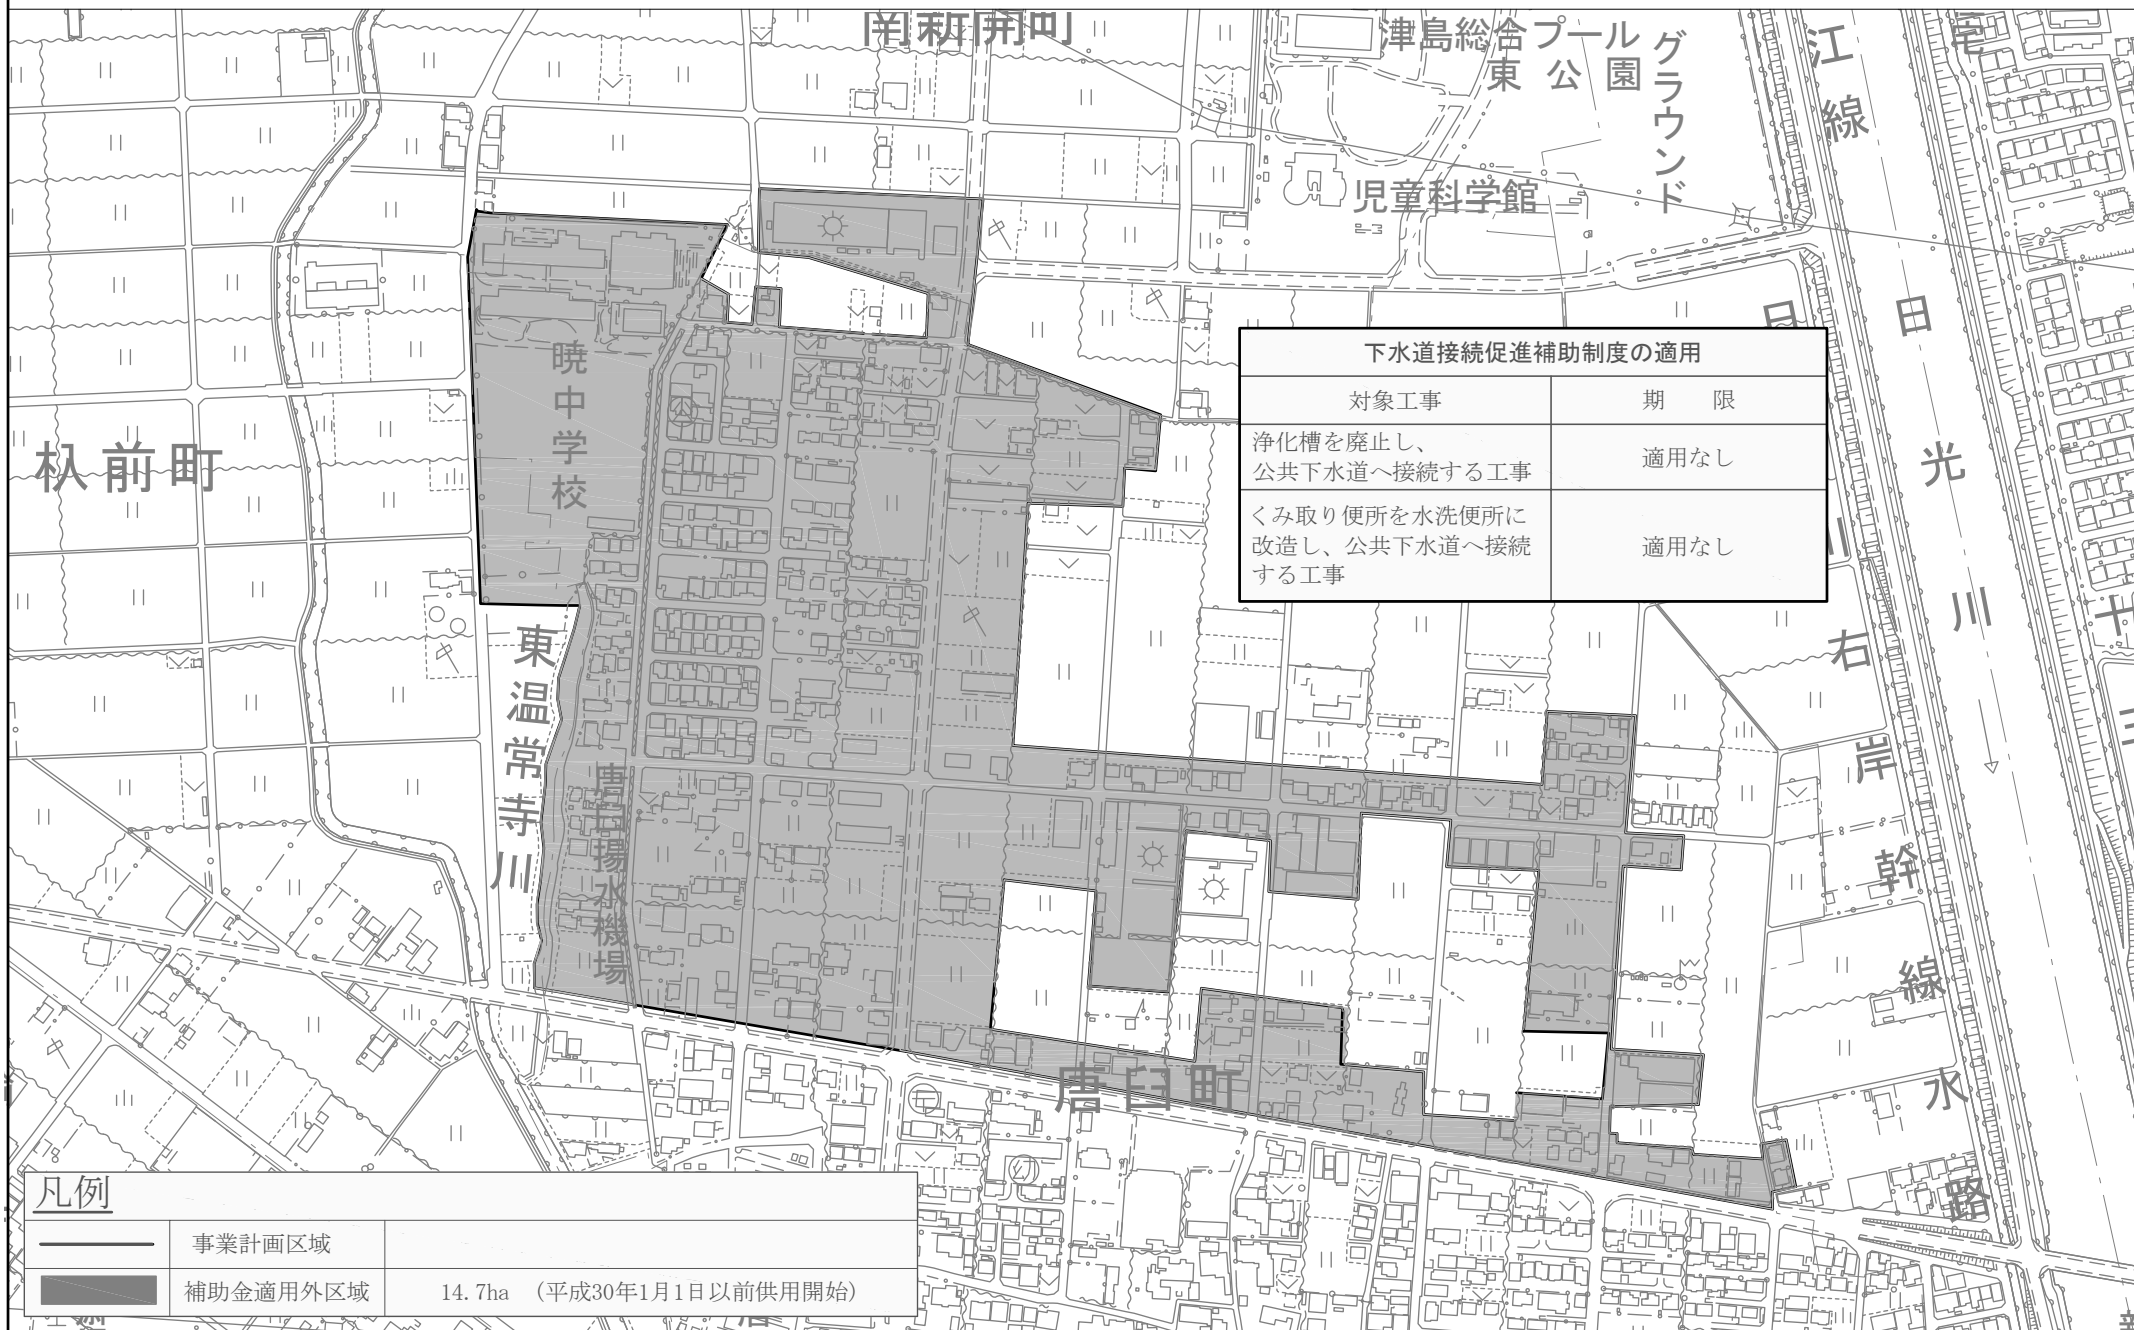 南新開町
津島総合プール
東公園
グラウンド
児童科学館
江線
日光川
日川右岸幹線水路
杁前町
暁中学校
東温常寺川
唐臼揚水機場
唐臼町
下水道接続促進補助制度の適用
対象工事
期　限
浄化槽を廃止し、
公共下水道へ接続する工事
適用なし
くみ取り便所を水洗便所に
改造し、公共下水道へ接続
する工事
適用なし
凡例
事業計画区域
補助金適用外区域
14.7ha （平成30年1月1日以前供用開始）